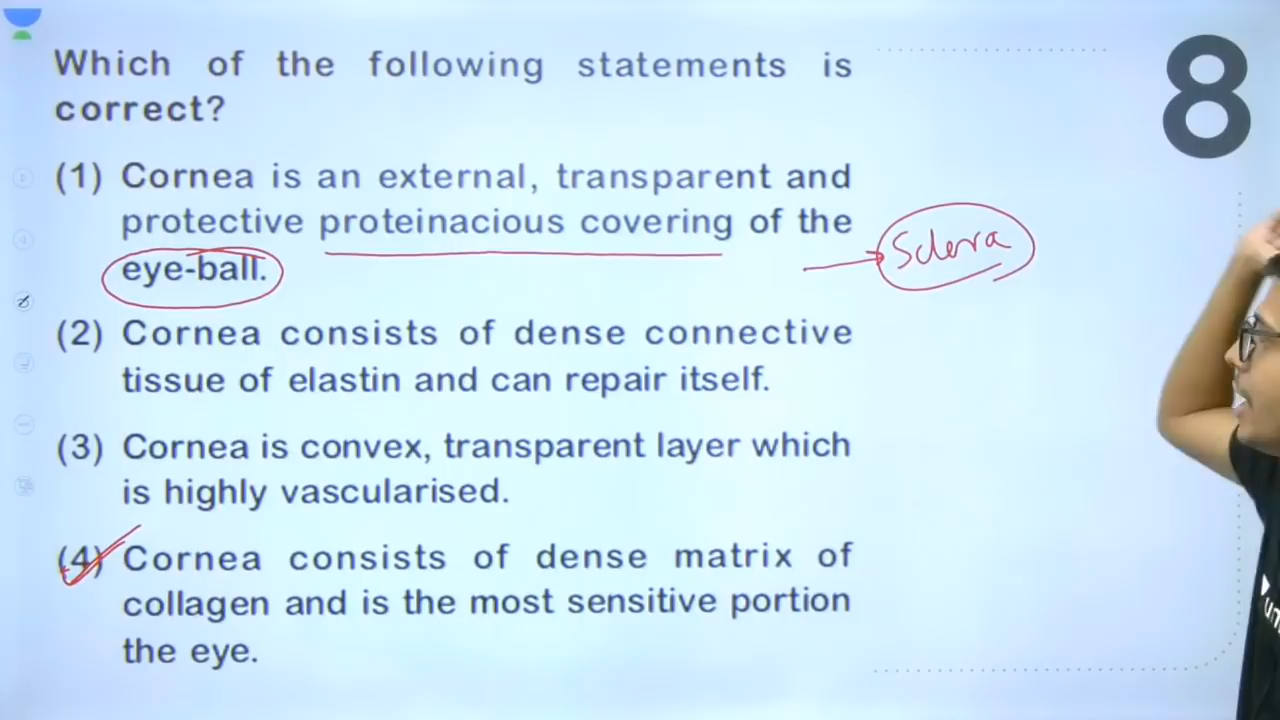 8
Which of the following statements is
correct?
(1) Cornea is an external, transparent and
protective proteinacious covering of the
eye-ball.
Sclera
(2) Cornea consists of dense connective
tissue of elastin and can repair itself.
(3) Cornea is convex, transparent layer which
is highly vascularised.
(4) Cornea consists of dense matrix of
collagen and is the most sensitive portion
the eye.